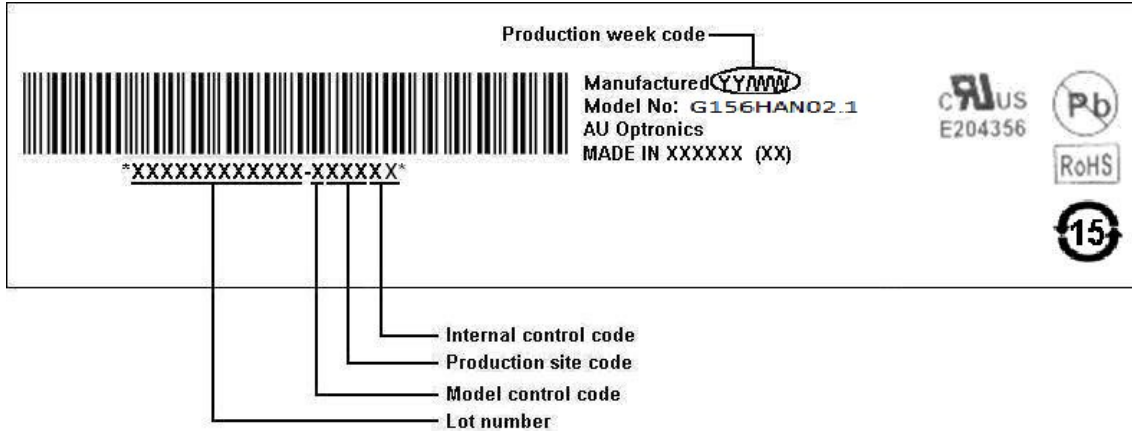 Production week code
Manufactured YY/WW
Model No: G156HAN02.1
AU Optronics
MADE IN XXXXXX (XX)
*XXXXXXXXXXXX-XXXXXX*
C RU US
E204356
Pb
RoHS
15
Internal control code
Production site code
Model control code
Lot number